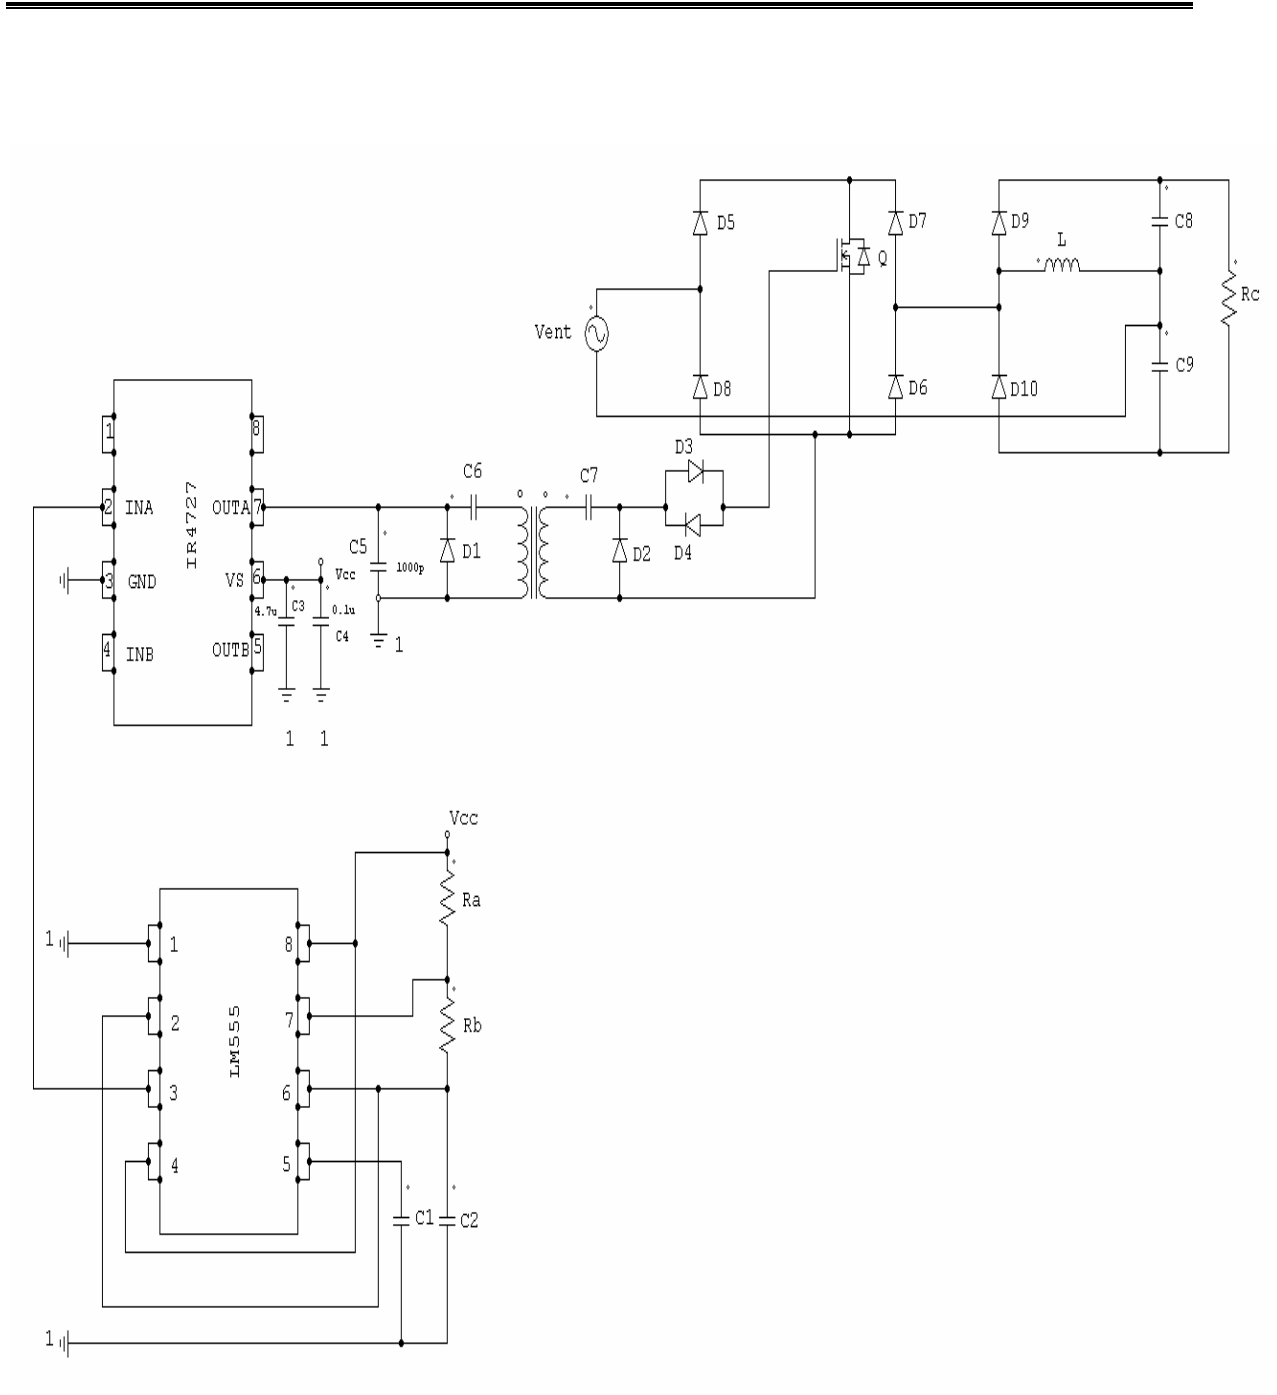 D5
D7
D9
C8
L
Q
Rc
Vent
C9
D8
D6
D10
1
8
D3
C6
C7
2
INA
IR4727
OUTA
7
C5
1000p
D1
D2
D4
3
GND
VS
6
Vcc
4.7u
C3
0.1u
C4
1
4
INB
OUTB
5
1
1
Vcc
Ra
1
1
8
LM555
2
7
Rb
3
6
4
5
C1
C2
1